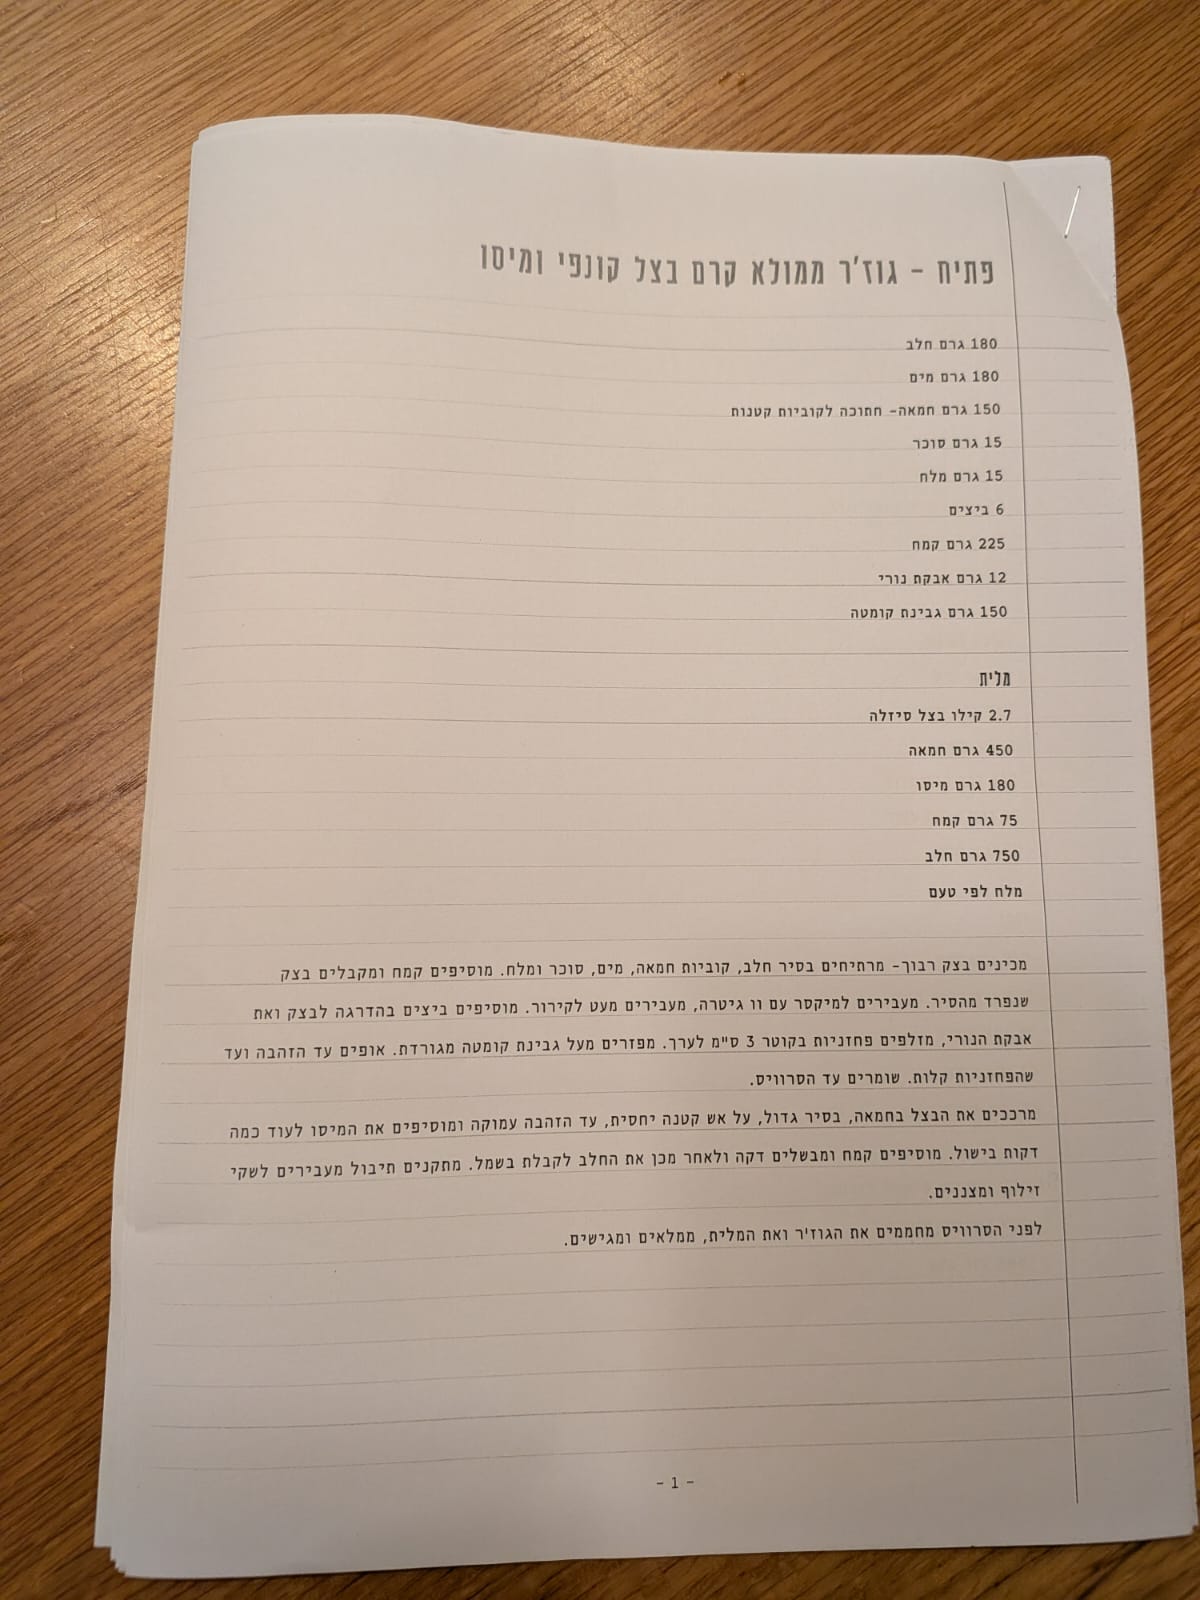 פתיח - גוז'ר ממולא קרם בצל קונפי ומיסו
180 גרם חלב
180 גרם מים
150 גרם חמאה- חתוכה לקוביות קטנות
15 גרם סוכר
15 גרם מלח
6 ביצים
225 גרם קמח
12 גרם אבקת נורי
150 גרם גבינת קומטה
מלית
2.7 קילו בצל סיזלה
450 גרם חמאה
180 גרם מיסו
75 גרם קמח
750 גרם חלב
מלח לפי טעם
מכינים בצק רבוך- מרתיחים בסיר חלב, קוביות חמאה, מים, סוכר ומלח. מוסיפים קמח ומקבלים בצק
שנפרד מהסיר. מעבירים למיקסר עם וו גיטרה, מעבירים מעט לקירור. מוסיפים ביצים בהדרגה לבצק ואת
אבקת הנורי, מזלפים פחזניות בקוטר 3 ס"מ לערך. מפזרים מעל גבינת קומטה מגורדת. אופים עד הזהבה ועד
שהפחזניות קלות. שומרים עד הסרוויס.
מרככים את הבצל בחמאה, בסיר גדול, על אש קטנה יחסית, עד הזהבה עמוקה ומוסיפים את המיסו לעוד כמה
דקות בישול. מוסיפים קמח ומבשלים דקה ולאחר מכן את החלב לקבלת בשמל. מתקנים תיבול מעבירים לשקי
זילוף ומצננים.
לפני הסרוויס מחממים את הגוז'ר ואת המלית, ממלאים ומגישים.
- 1 -